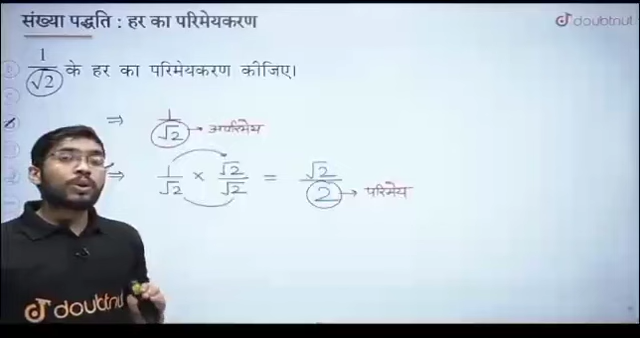 संख्या पद्धति : हर का परिमेयकरण
doubtnut
1/√2 के हर का परिमेयकरण कीजिए।
⇒ 1/√2 → अपरिमेय
⇒ 1/√2 × √2/√2 = √2/2 → परिमेय
doubtnut